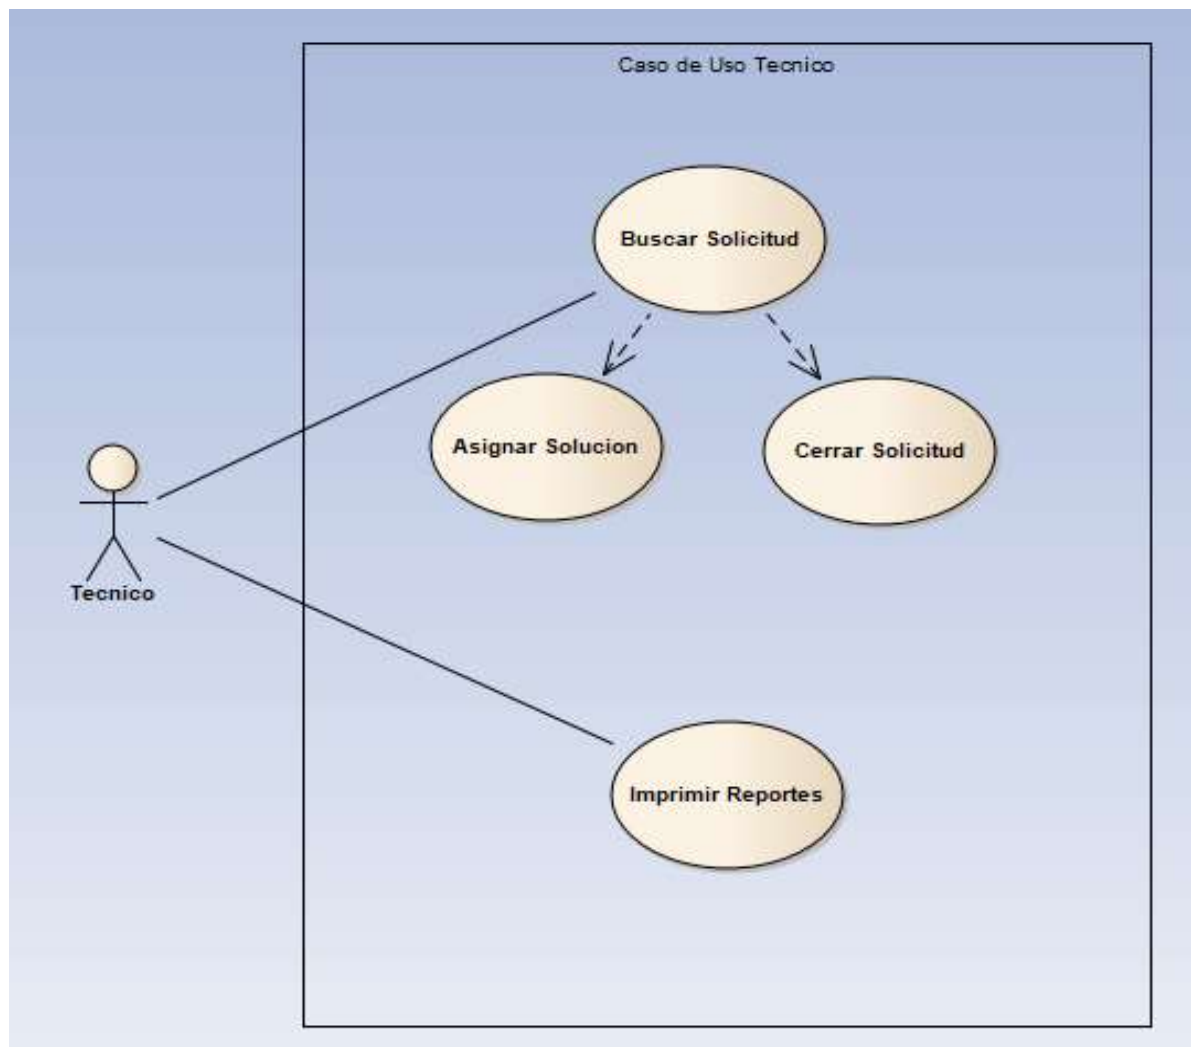 Caso de Uso Tecnico
Buscar Solicitud
Asignar Solucion
Cerrar Solicitud
Tecnico
Imprimir Reportes